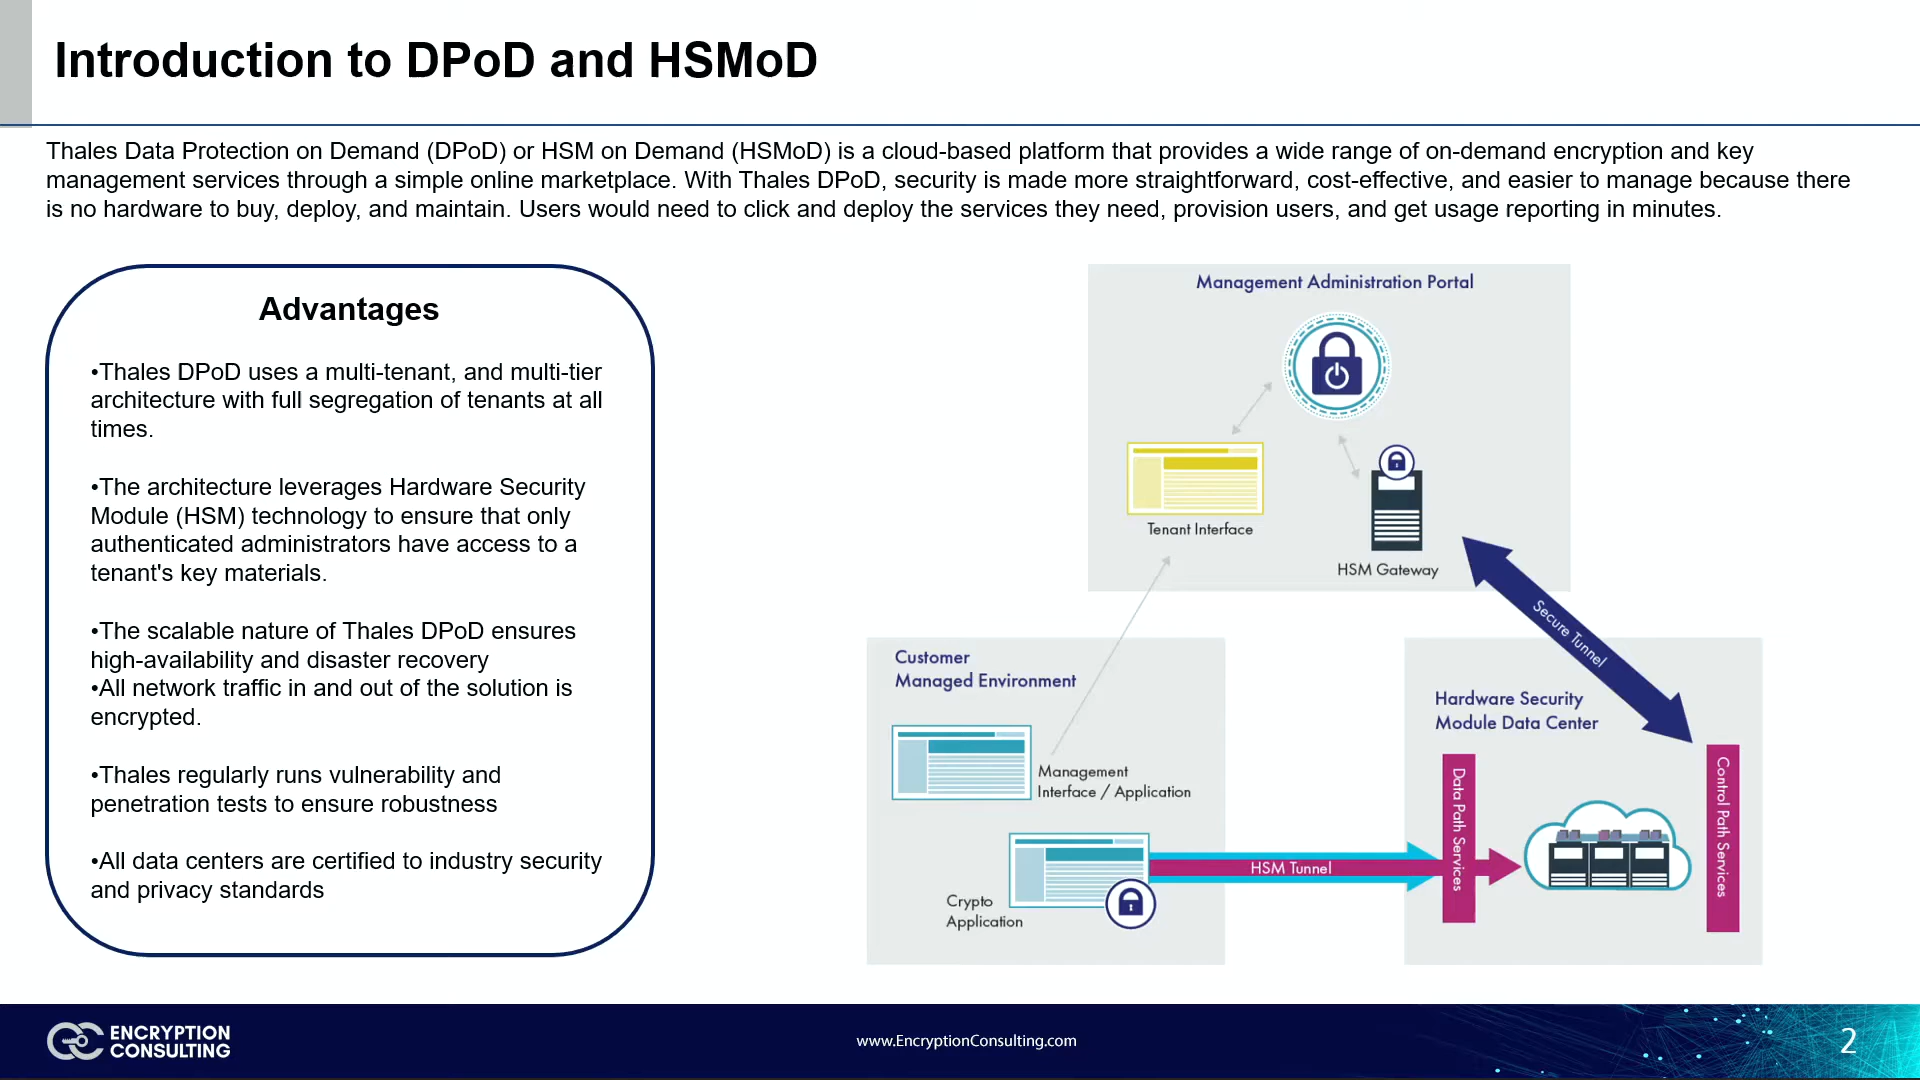 Introduction to DPoD and HSMoD
Thales Data Protection on Demand (DPoD) or HSM on Demand (HSMoD) is a cloud-based platform that provides a wide range of on-demand encryption and key
management services through a simple online marketplace. With Thales DPoD, security is made more straightforward, cost-effective, and easier to manage because there
is no hardware to buy, deploy, and maintain. Users would need to click and deploy the services they need, provision users, and get usage reporting in minutes.
Advantages
•Thales DPoD uses a multi-tenant, and multi-tier
architecture with full segregation of tenants at all
times.
•The architecture leverages Hardware Security
Module (HSM) technology to ensure that only
authenticated administrators have access to a
tenant's key materials.
•The scalable nature of Thales DPoD ensures
high-availability and disaster recovery
•All network traffic in and out of the solution is
encrypted.
•Thales regularly runs vulnerability and
penetration tests to ensure robustness
•All data centers are certified to industry security
and privacy standards
Management Administration Portal
Tenant Interface
HSM Gateway
Secure Tunnel
Customer
Managed Environment
Management
Interface / Application
Crypto
Application
HSM Tunnel
Hardware Security
Module Data Center
Data Path Services
Control Path Services
ENCRYPTION
CONSULTING
www.EncryptionConsulting.com
2